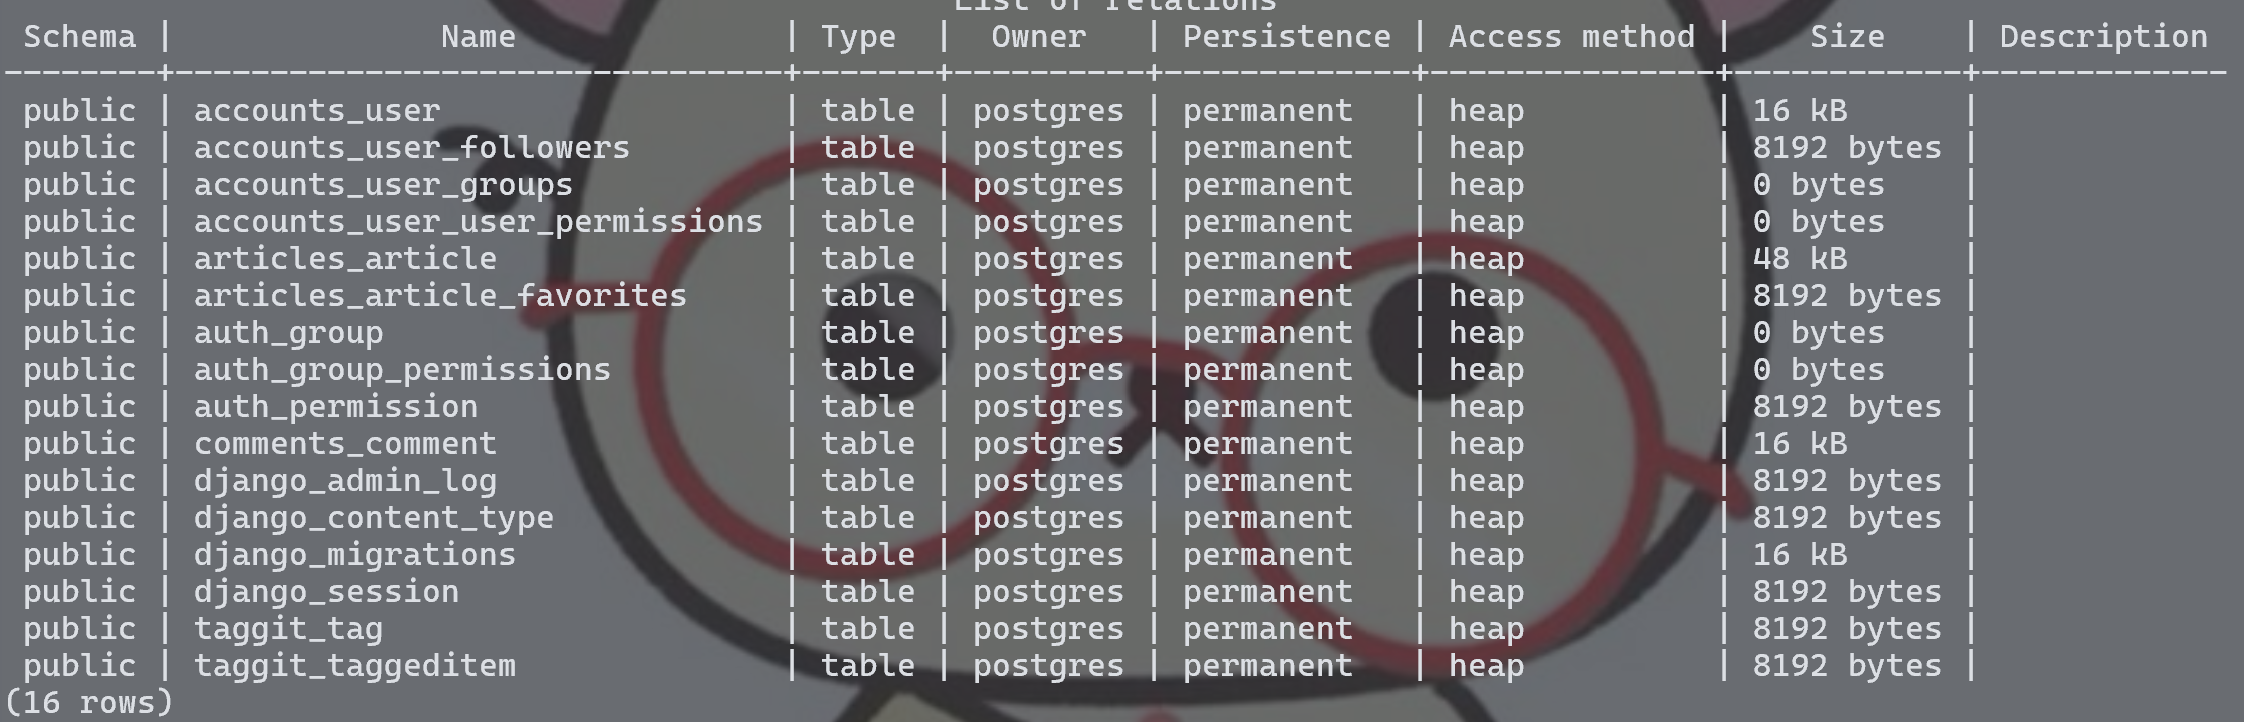 List of relations
 Schema |              Name              | Type  |  Owner   | Persistence | Access method |    Size    | Description
--------+--------------------------------+-------+----------+-------------+---------------+------------+-------------
 public | accounts_user                  | table | postgres | permanent   | heap          | 16 kB      |
 public | accounts_user_followers        | table | postgres | permanent   | heap          | 8192 bytes |
 public | accounts_user_groups           | table | postgres | permanent   | heap          | 0 bytes    |
 public | accounts_user_user_permissions | table | postgres | permanent   | heap          | 0 bytes    |
 public | articles_article               | table | postgres | permanent   | heap          | 48 kB      |
 public | articles_article_favorites     | table | postgres | permanent   | heap          | 8192 bytes |
 public | auth_group                     | table | postgres | permanent   | heap          | 0 bytes    |
 public | auth_group_permissions         | table | postgres | permanent   | heap          | 0 bytes    |
 public | auth_permission                | table | postgres | permanent   | heap          | 8192 bytes |
 public | comments_comment               | table | postgres | permanent   | heap          | 16 kB      |
 public | django_admin_log               | table | postgres | permanent   | heap          | 8192 bytes |
 public | django_content_type            | table | postgres | permanent   | heap          | 8192 bytes |
 public | django_migrations              | table | postgres | permanent   | heap          | 16 kB      |
 public | django_session                 | table | postgres | permanent   | heap          | 8192 bytes |
 public | taggit_tag                     | table | postgres | permanent   | heap          | 8192 bytes |
 public | taggit_taggeditem              | table | postgres | permanent   | heap          | 8192 bytes |
(16 rows)